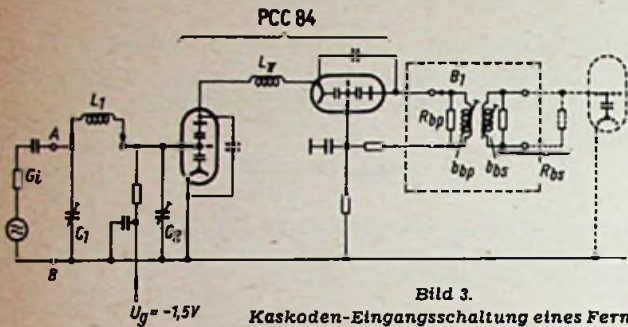 PCC 84
L1
LV
B1
A
Rbp
Gi
C1
C2
bbp
bbs
Rbs
B
Ug = -1,5V
Bild 3.
Kaskoden-Eingangsschaltung eines Fern